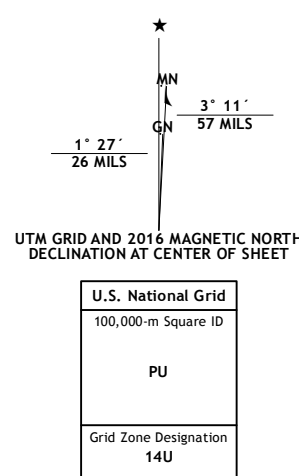 ★
MN
3° 11´
57 MILS
GN
1° 27´
26 MILS
UTM GRID AND 2016 MAGNETIC NORTH
DECLINATION AT CENTER OF SHEET
U.S. National Grid
100,000-m Square ID
PU
Grid Zone Designation
14U